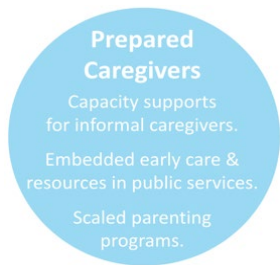 Prepared
Caregivers
Capacity supports
for informal caregivers.
Embedded early care &
resources in public services.
Scaled parenting
programs.